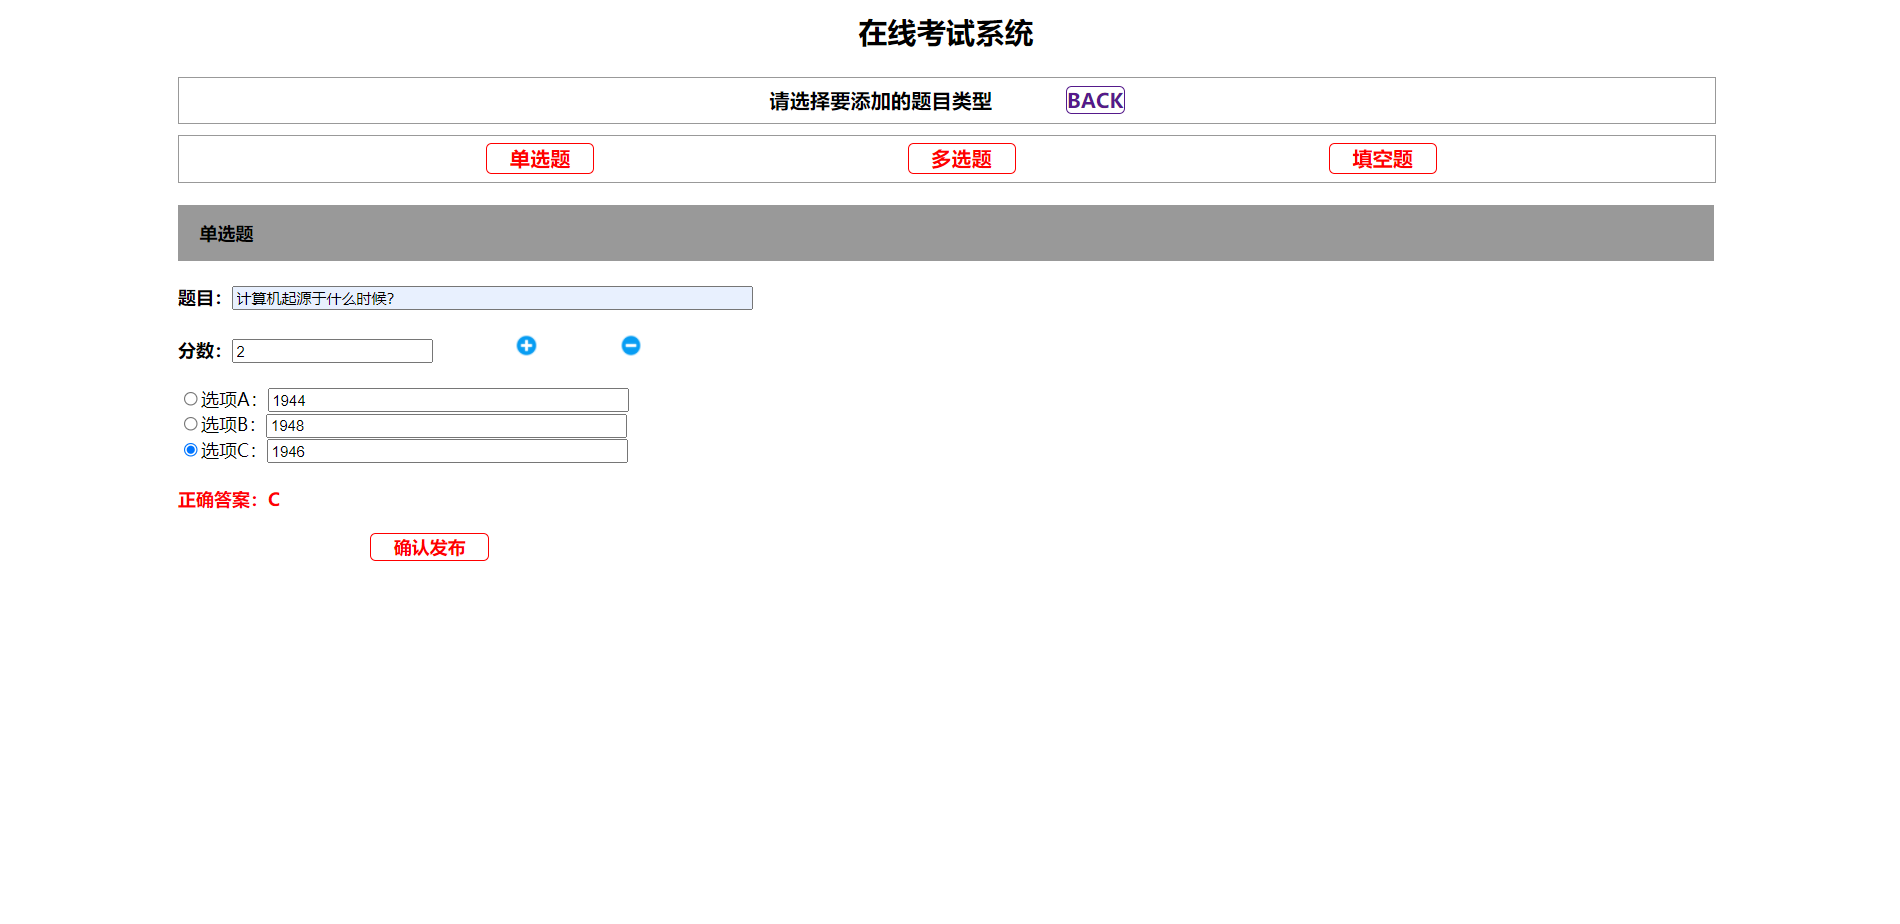 在线考试系统
请选择要添加的题目类型 BACK
单选题 多选题 填空题
单选题
题目：计算机起源于什么时候?
分数：2
选项A：1944
选项B：1948
选项C：1946
正确答案：C
确认发布